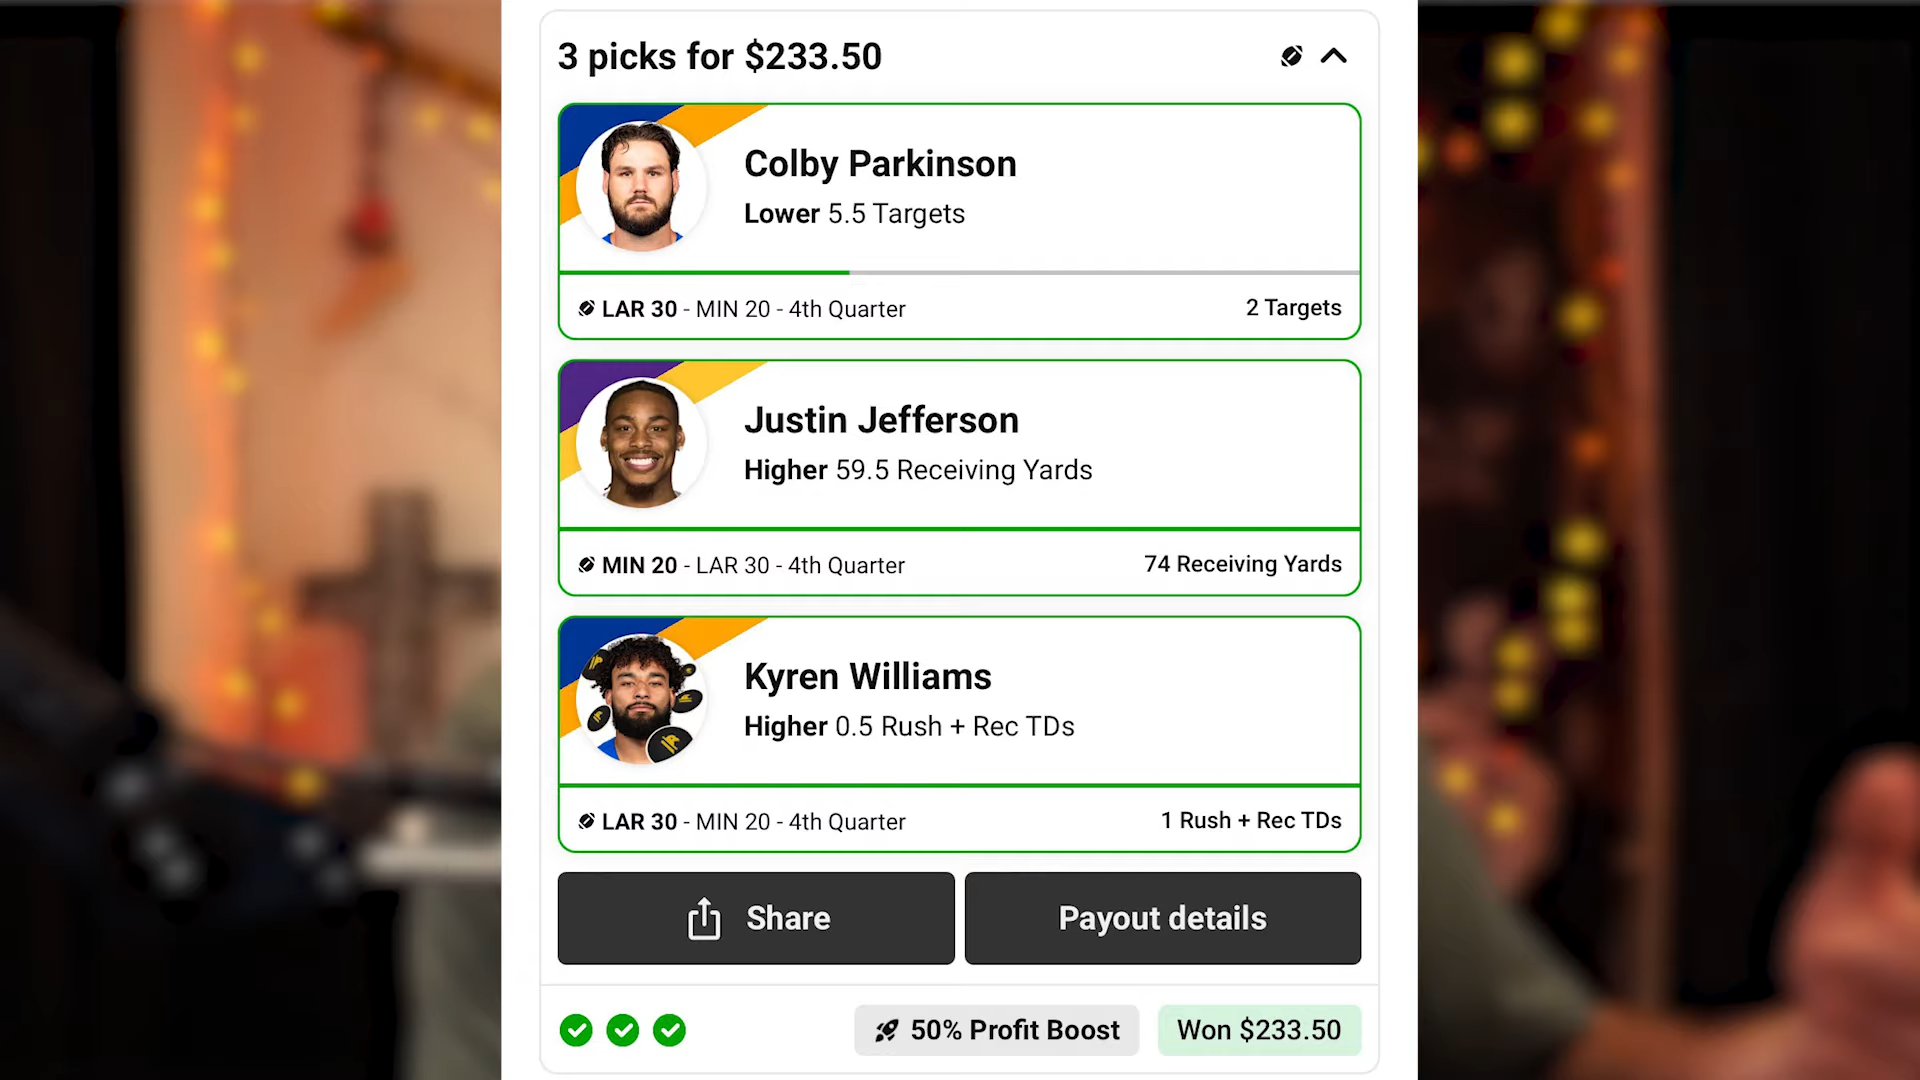 3 picks for $233.50
Colby Parkinson
Lower 5.5 Targets
LAR 30 - MIN 20 - 4th Quarter
2 Targets
Justin Jefferson
Higher 59.5 Receiving Yards
MIN 20 - LAR 30 - 4th Quarter
74 Receiving Yards
Kyren Williams
Higher 0.5 Rush + Rec TDs
LAR 30 - MIN 20 - 4th Quarter
1 Rush + Rec TDs
Share
Payout details
50% Profit Boost
Won $233.50